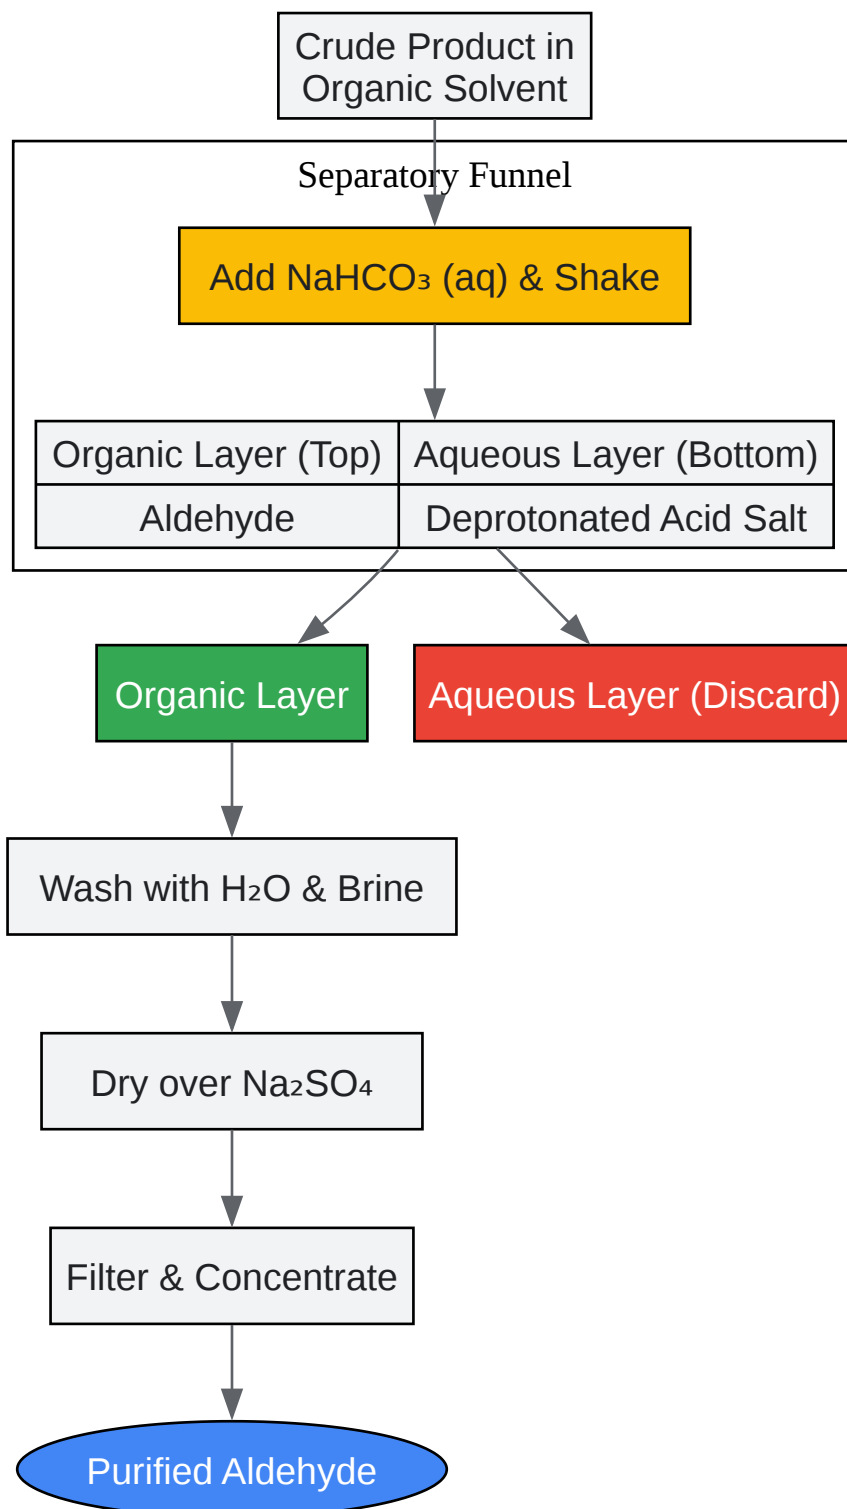 Crude Product in
Organic Solvent
Separatory Funnel
Add NaHCO₃ (aq) & Shake
Organic Layer (Top)
Aqueous Layer (Bottom)
Aldehyde
Deprotonated Acid Salt
Organic Layer
Aqueous Layer (Discard)
Wash with H₂O & Brine
Dry over Na₂SO₄
Filter & Concentrate
Purified Aldehyde